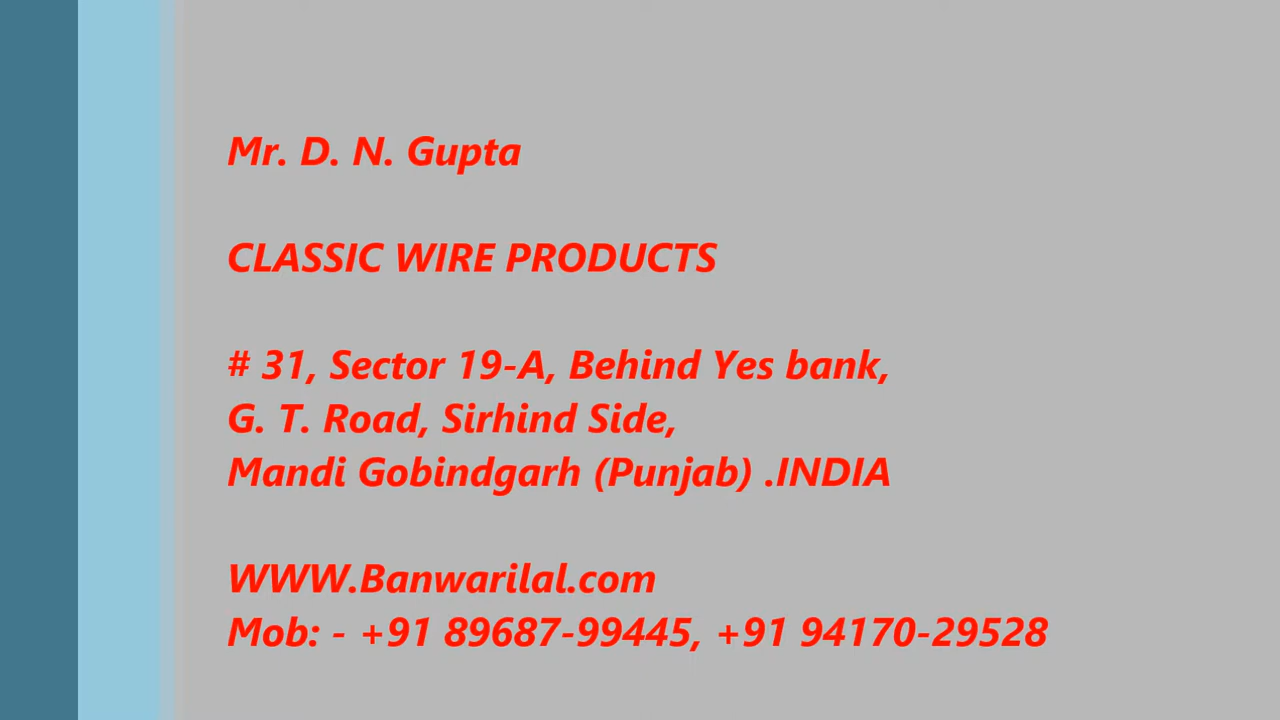 Mr. D. N. Gupta
CLASSIC WIRE PRODUCTS
# 31, Sector 19-A, Behind Yes bank,
G. T. Road, Sirhind Side,
Mandi Gobindgarh (Punjab) .INDIA
WWW.Banwarilal.com
Mob: - +91 89687-99445, +91 94170-29528